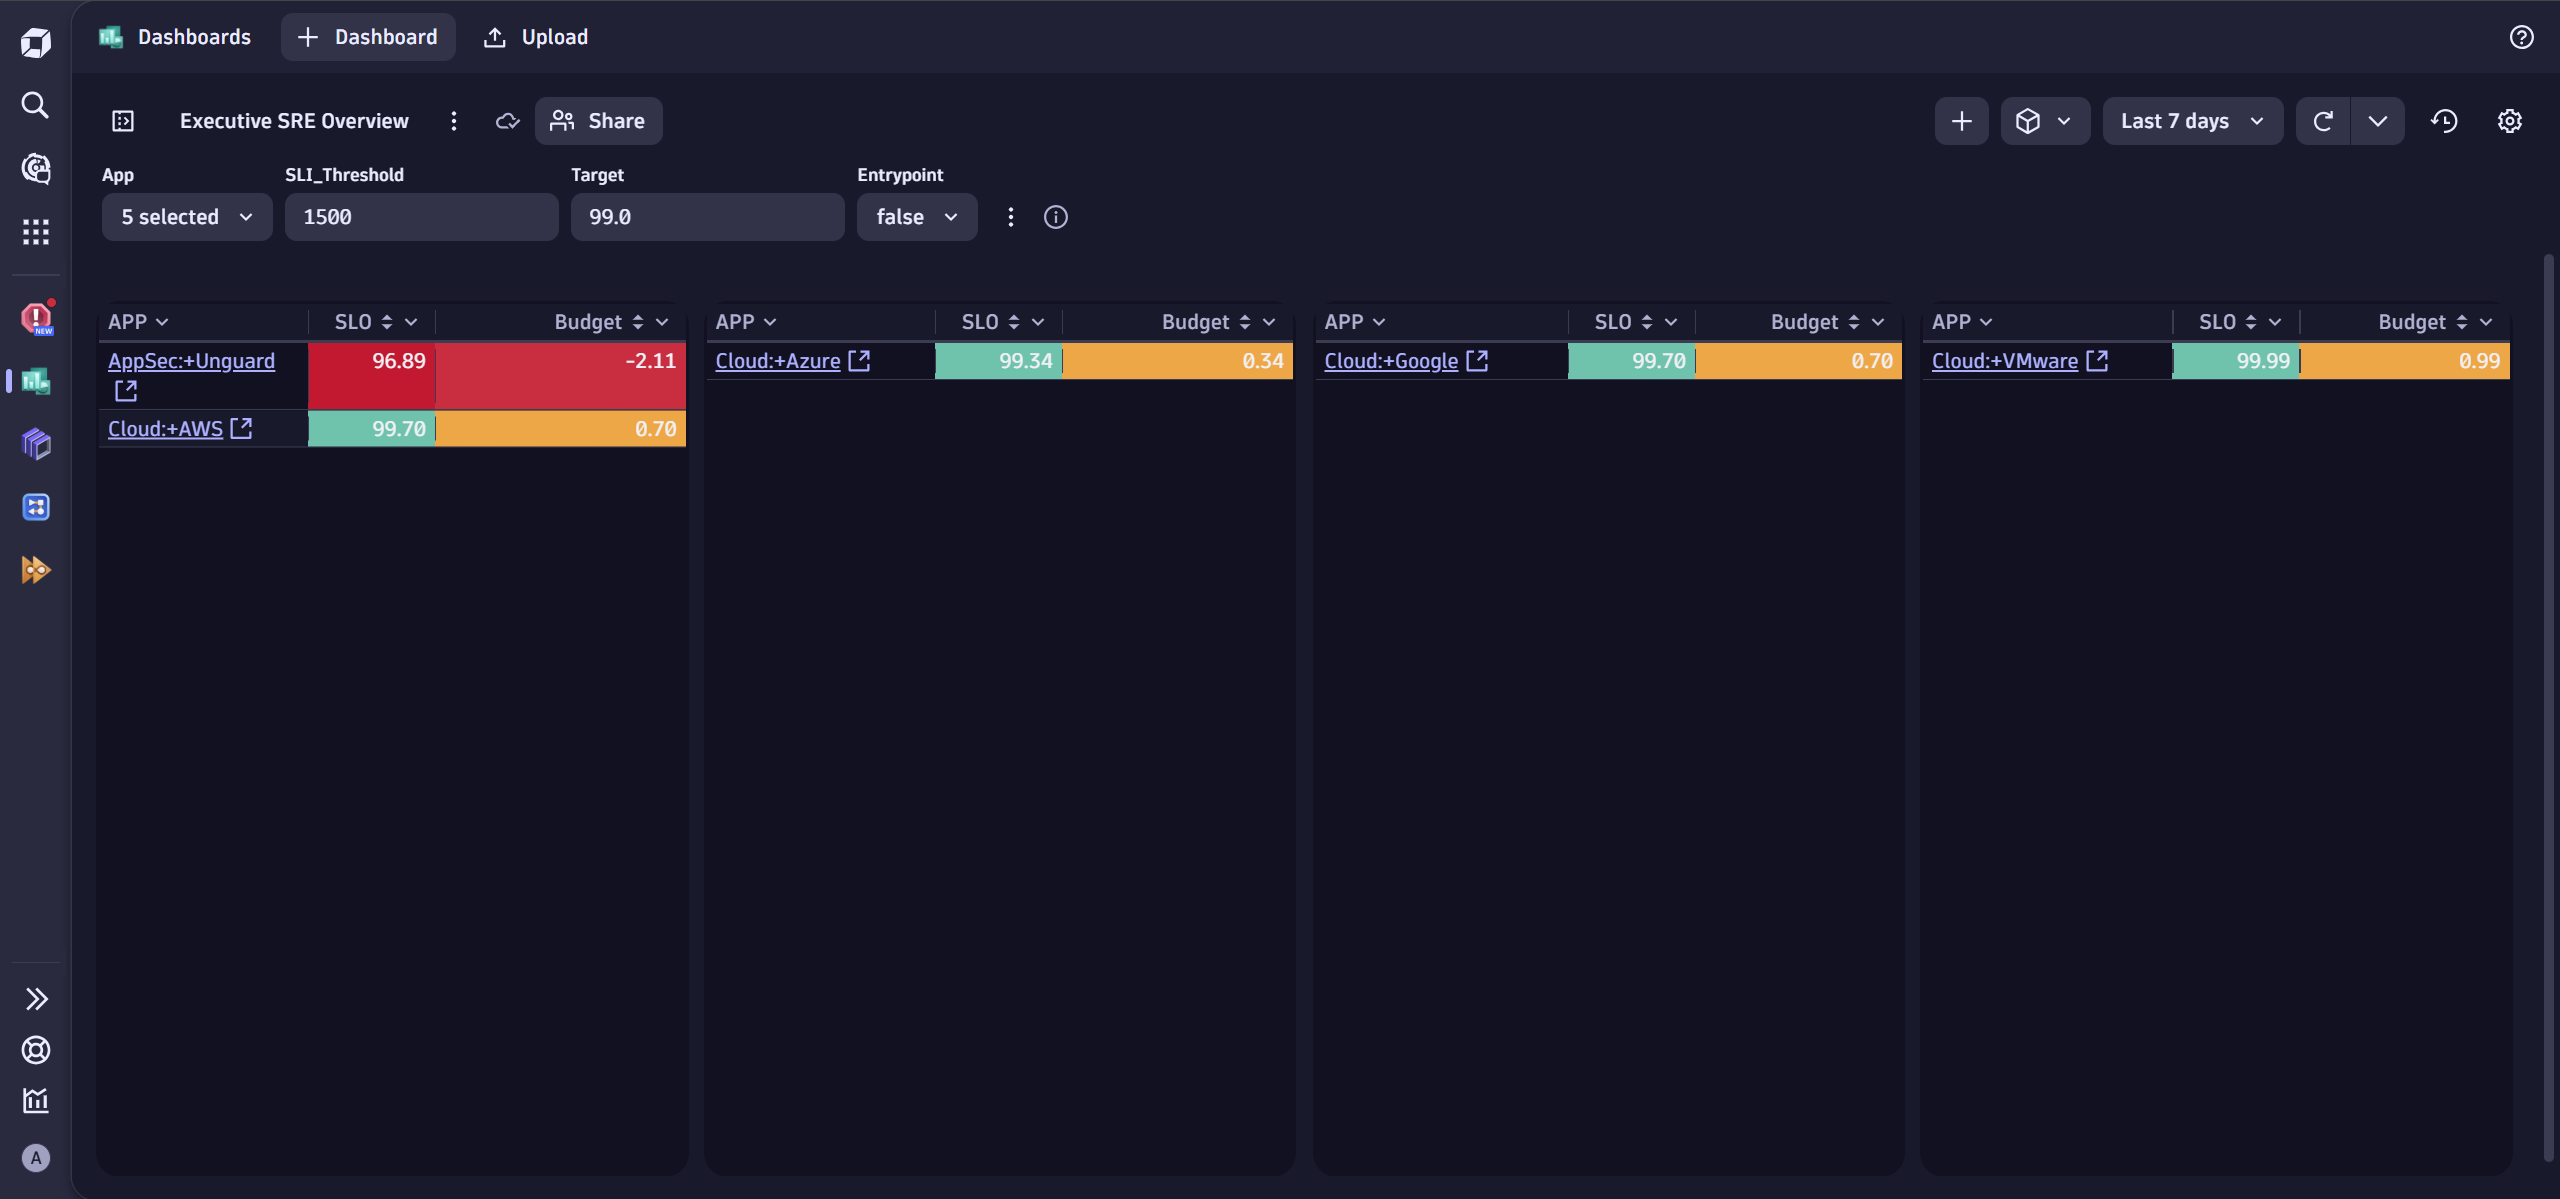 Dashboards
Dashboard
Upload
Executive SRE Overview
Share
Last 7 days
App
SLI_Threshold
Target
Entrypoint
5 selected
1500
99.0
false
APP SLO Budget
AppSec:+Unguard 96.89 -2.11
Cloud:+AWS 99.70 0.70
APP SLO Budget
Cloud:+Azure 99.34 0.34
APP SLO Budget
Cloud:+Google 99.70 0.70
APP SLO Budget
Cloud:+VMware 99.99 0.99
NEW
A